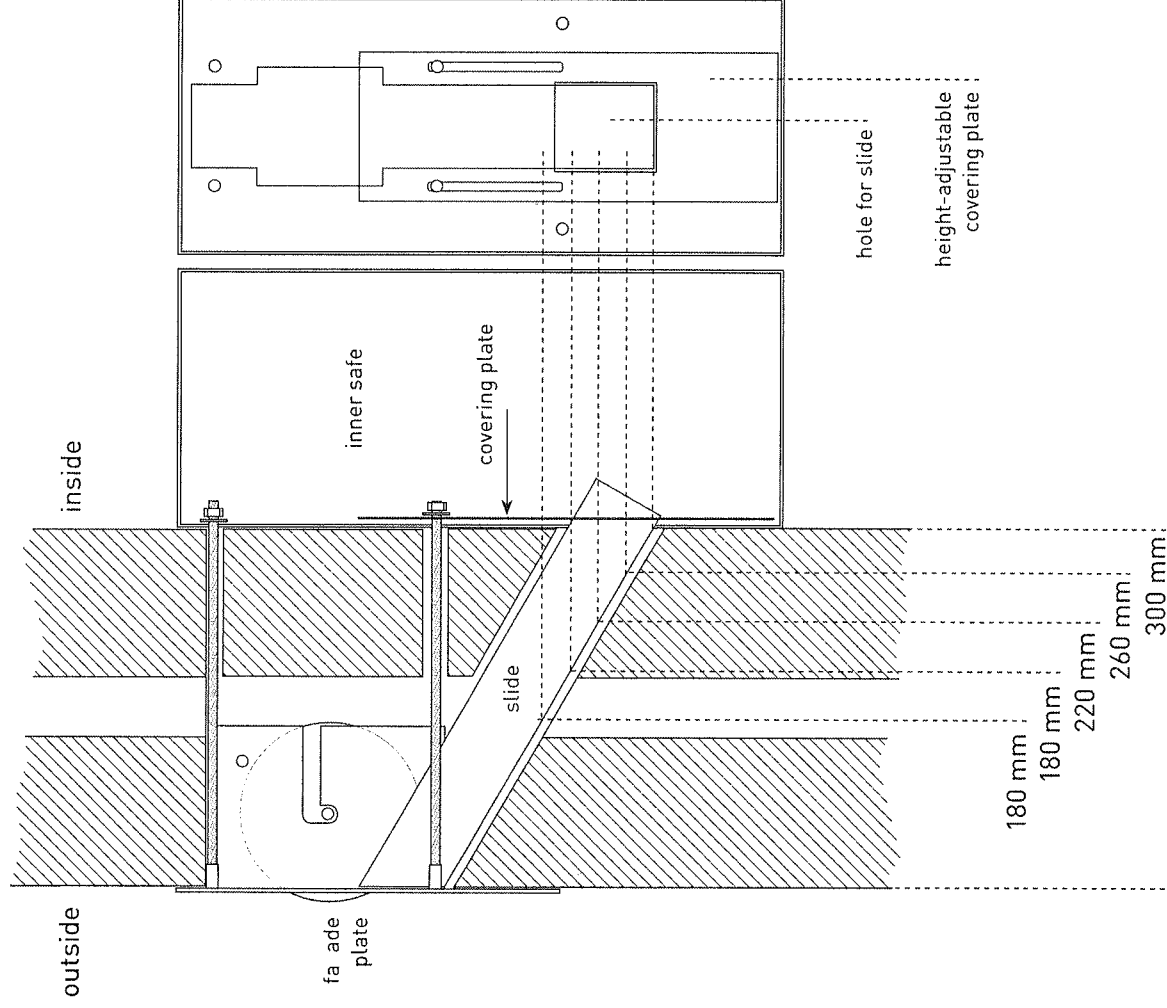 outside
inside
fa ade
plate
inner safe
covering plate
slide
hole for slide
height-adjustable
covering plate
180 mm
180 mm
220 mm
260 mm
300 mm